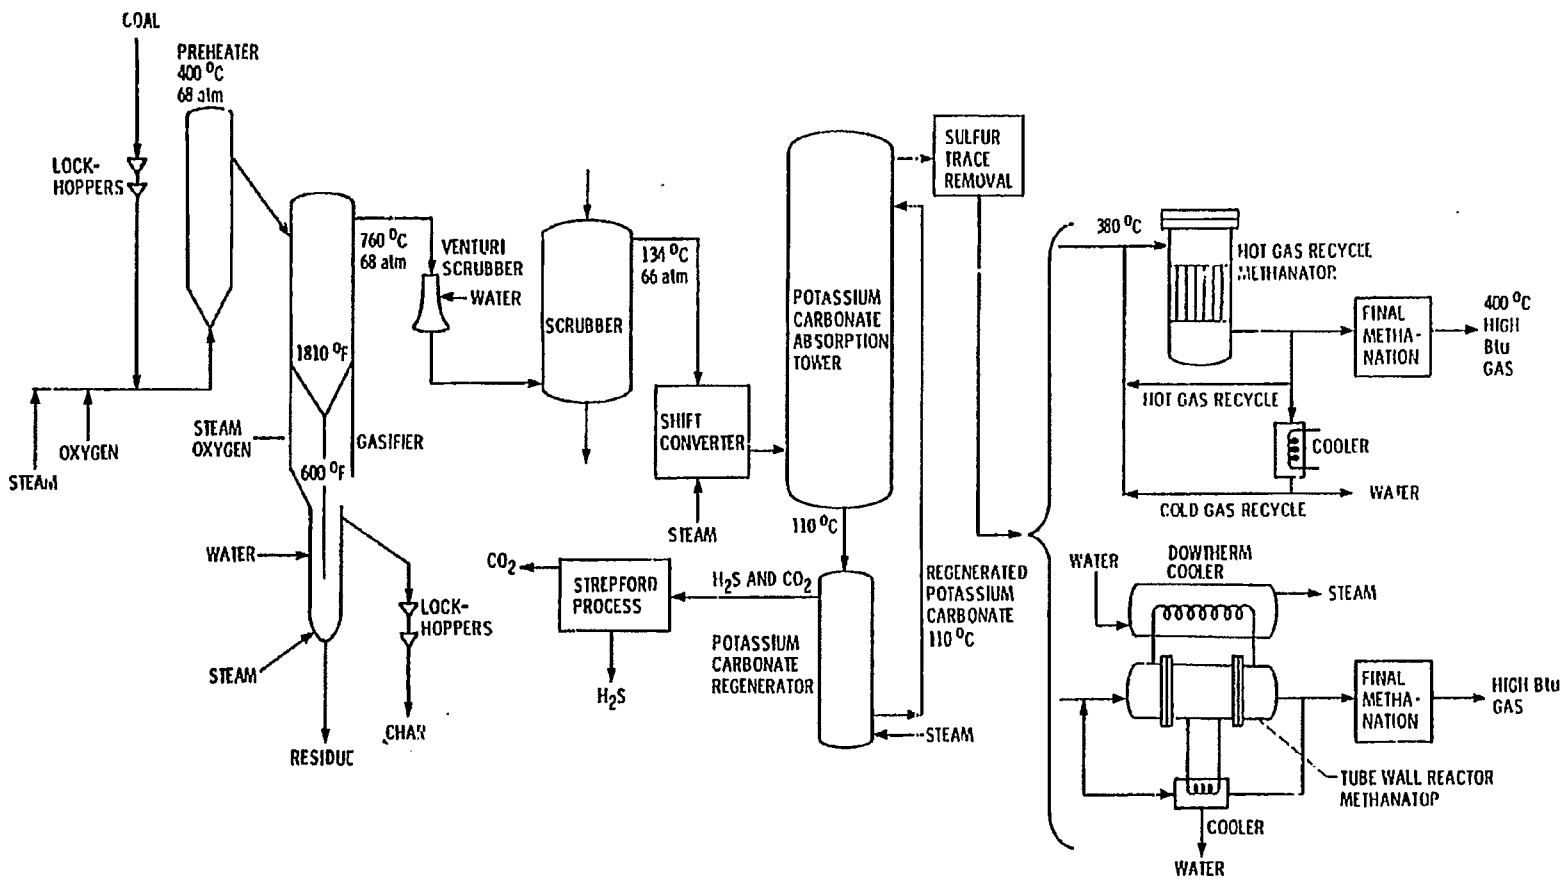 COAL
PREHEATER
400 °C
68 atm
LOCK-
HOPPERS
STEAM
OXYGEN
1810 °F
STEAM
OXYGEN
GASIFIER
600 °F
WATER
STEAM
RESIDUE
LOCK-
HOPPERS
CHAR
760 °C
68 atm
VENTURI
SCRUBBER
WATER
SCRUBBER
134 °C
66 atm
SHIFT
CONVERTER
STEAM
POTASSIUM
CARBONATE
ABSORPTION
TOWER
SULFUR
TRACE
REMOVAL
110 °C
H2S AND CO2
CO2
STREPFORD
PROCESS
H2S
POTASSIUM
CARBONATE
REGENERATOR
REGENERATED
POTASSIUM
CARBONATE
110 °C
STEAM
380 °C
HOT GAS RECYCLE
METHANATOR
FINAL
METHA-
NATION
400 °C
HIGH
Btu
GAS
HOT GAS RECYCLE
COOLER
WATER
COLD GAS RECYCLE
DOWTHERM
COOLER
WATER
STEAM
FINAL
METHA-
NATION
HIGH Btu
GAS
TUBE WALL REACTOR
METHANATOP
COOLER
WATER